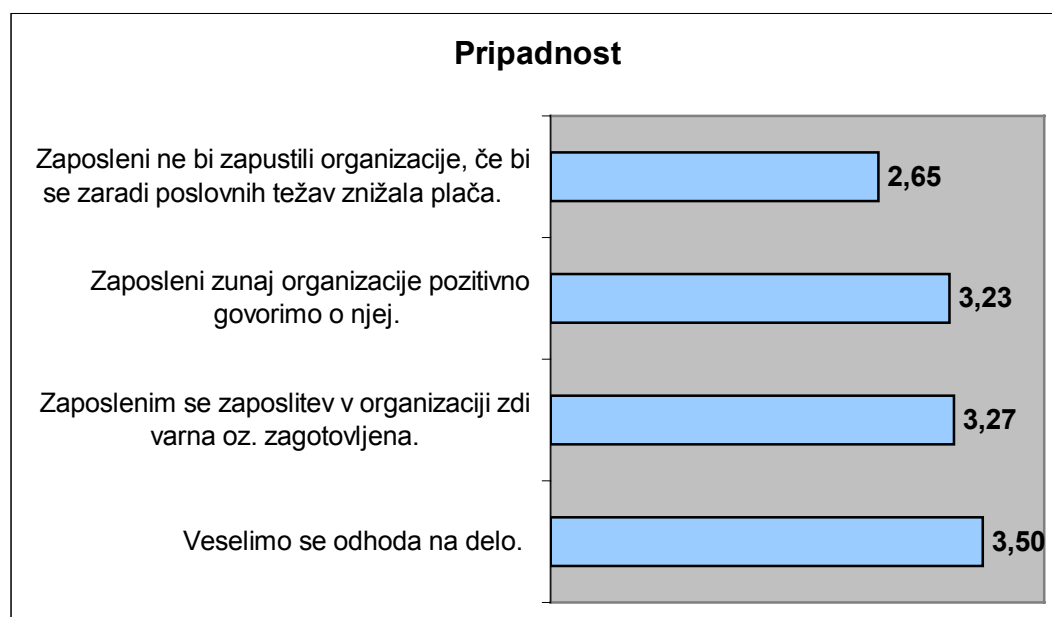 Pripadnost
Zaposleni ne bi zapustili organizacije, če bi
se zaradi poslovnih težav znižala plača.
2,65
Zaposleni zunaj organizacije pozitivno
govorimo o njej.
3,23
Zaposlenim se zaposlitev v organizaciji zdi
varna oz. zagotovljena.
3,27
Veselimo se odhoda na delo.
3,50